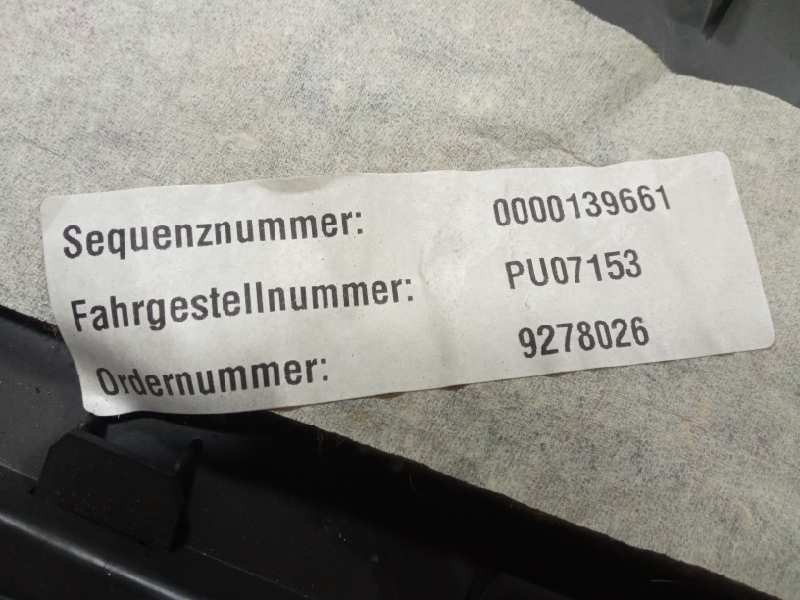 Sequenznummer: 0000139661
Fahrgestellnummer: PU07153
Ordernummer: 9278026